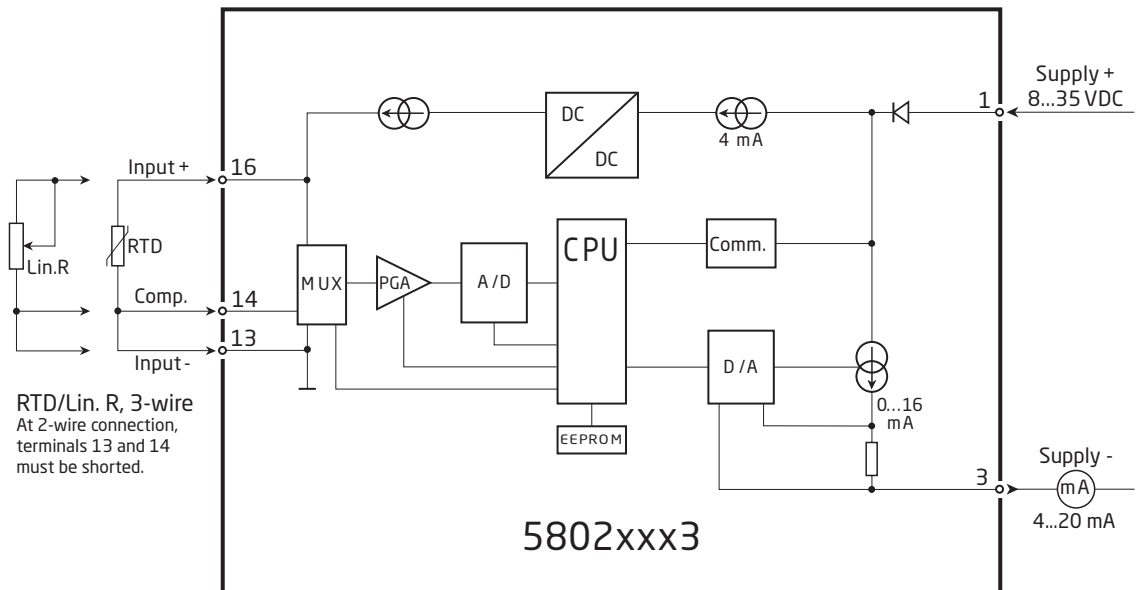 Supply +
8...35 VDC
1
DC
DC
4 mA
Input +
16
RTD
Lin.R
CPU
Comm.
MUX
PGA
A/D
Comp.
14
13
Input -
D/A
0...16
mA
EEPROM
RTD/Lin. R, 3-wire
At 2-wire connection,
terminals 13 and 14
must be shorted.
3
Supply -
mA
4...20 mA
5802xxx3